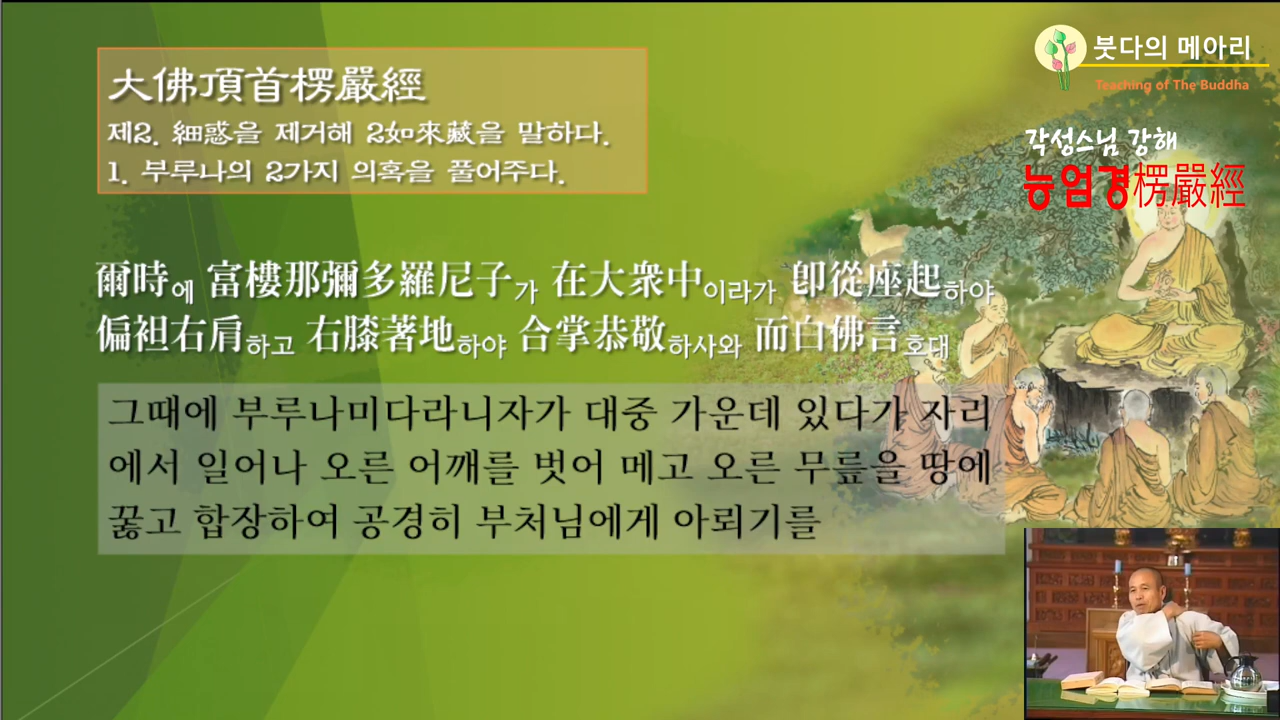 大佛頂首楞嚴經
제2. 細惑을 제거해 2如來藏을 말하다.
1. 부루나의 2가지 의혹을 풀어주다.
붓다의 메아리
Teaching of The Buddha
각성스님 강해
능엄경楞嚴經
爾時에 富樓那彌多羅尼子가 在大衆中이라가 卽從座起하야
偏袒右肩하고 右膝著地하야 合掌恭敬하사와 而白佛言호대
그때에 부루나미다라니자가 대중 가운데 있다가 자리
에서 일어나 오른 어깨를 벗어 메고 오른 무릎을 땅에
꿇고 합장하여 공경히 부처님에게 아뢰기를